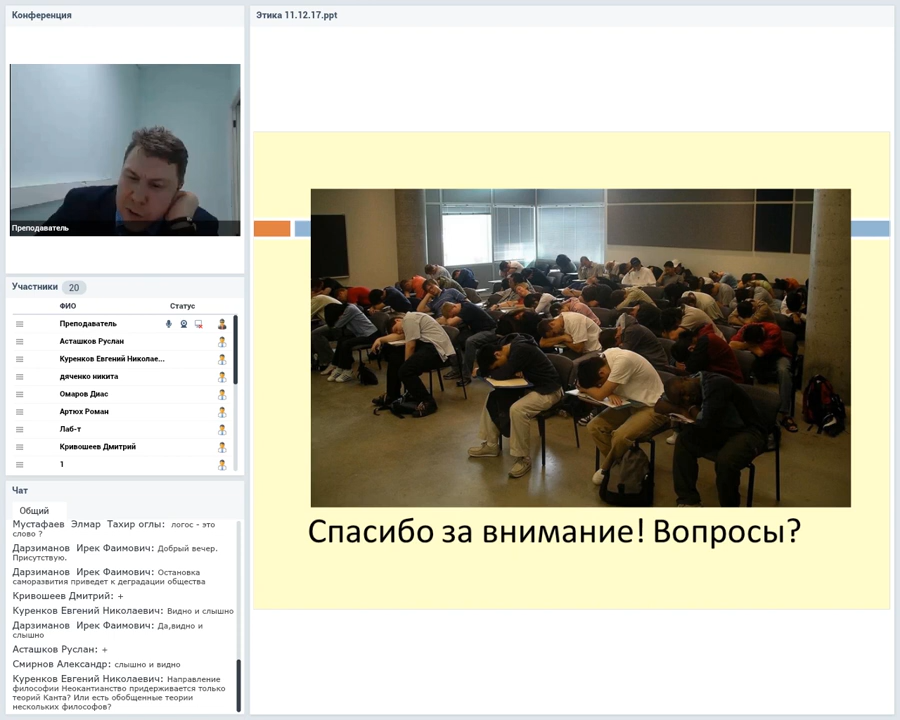 Конференция
Преподаватель
Участники 20
ФИО Статус
Преподаватель
Асташков Руслан
Куренков Евгений Николае...
дяченко никита
Омаров Диас
Артюх Роман
Лаб-т
Кривошеев Дмитрий
1
Чат
Общий
Мустафаев Элмар Тахир оглы: логос - это
слово ?
Дарзиманов Ирек Фаимович: Добрый вечер.
Присутствую.
Дарзиманов Ирек Фаимович: Остановка
саморазвития приведет к деградации общества
Кривошеев Дмитрий: +
Куренков Евгений Николаевич: Видно и слышно
Дарзиманов Ирек Фаимович: Да,видно и
слышно
Асташков Руслан: +
Смирнов Александр: слышно и видно
Куренков Евгений Николаевич: Направление
философии Неокантианство придерживается только
теорий Канта? Или есть обобщенные теории
нескольких философов?
Этика 11.12.17.ppt
Спасибо за внимание! Вопросы?